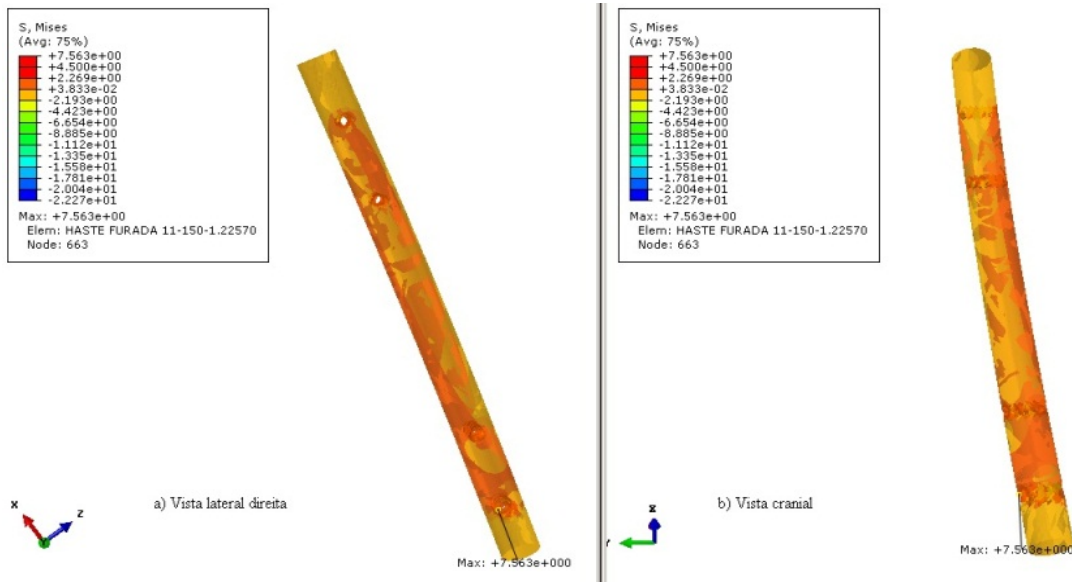 S, Mises
(Avg: 75%)
+7.563e+00
+4.500e+00
+2.269e+00
+3.833e-02
-2.193e+00
-4.423e+00
-6.654e+00
-8.885e+00
-1.112e+01
-1.335e+01
-1.558e+01
-1.781e+01
-2.004e+01
-2.227e+01
Max: +7.563e+00
Elem: HASTE FURADA 11-150-1.22570
Node: 663
X
Z
Y
a) Vista lateral direita
Max: +7.563e+000
S, Mises
(Avg: 75%)
+7.563e+00
+4.500e+00
+2.269e+00
+3.833e-02
-2.193e+00
-4.423e+00
-6.654e+00
-8.885e+00
-1.112e+01
-1.335e+01
-1.558e+01
-1.781e+01
-2.004e+01
-2.227e+01
Max: +7.563e+00
Elem: HASTE FURADA 11-150-1.22570
Node: 663
Y
b) Vista cranial
Max: +7.563e+000